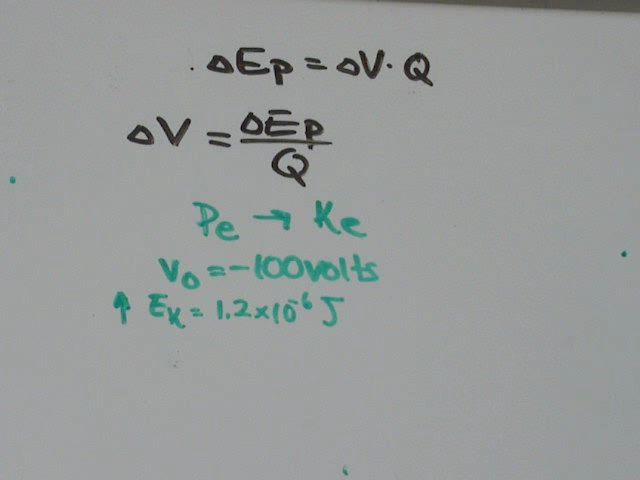 ΔEp = ΔV · Q
ΔV = ΔEp / Q
Pe → Ke
V₀ = -100 volts
↑ Eₖ = 1.2 × 10⁻⁶ J